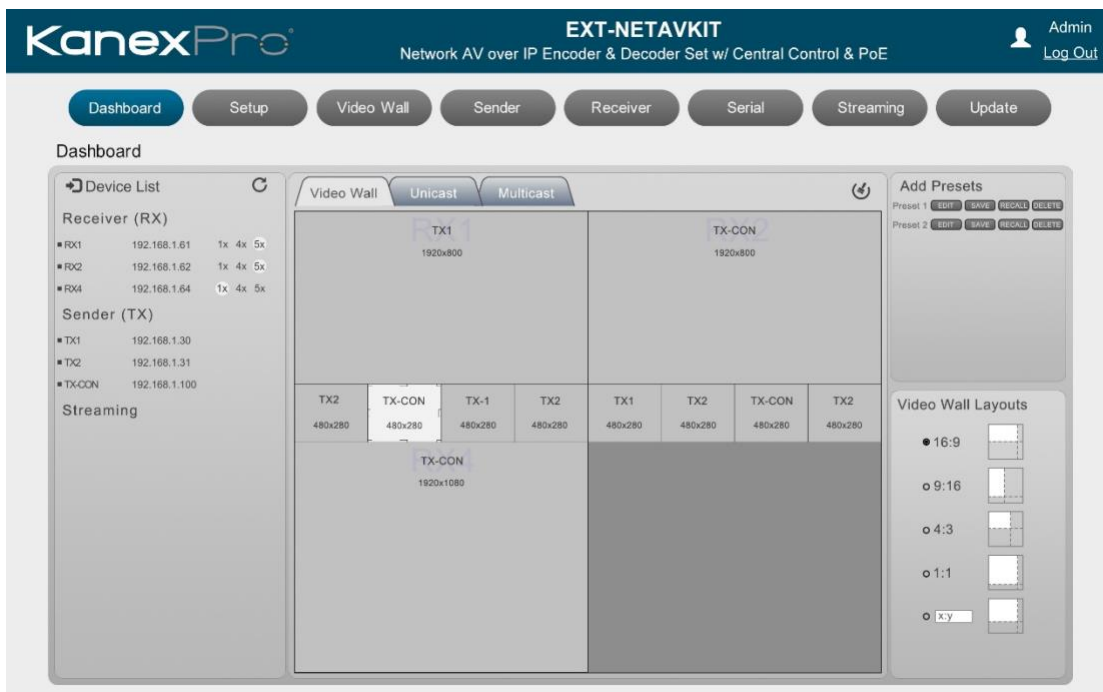 KanexPro
EXT-NETAVKIT
Network AV over IP Encoder & Decoder Set w/ Central Control & PoE
Admin
Log Out
Dashboard Setup Video Wall Sender Receiver Serial Streaming Update
Dashboard
Device List
Receiver (RX)
RX1 192.168.1.61 1x 4x 5x
RX2 192.168.1.62 1x 4x 5x
RX4 192.168.1.64 1x 4x 5x
Sender (TX)
TX1 192.168.1.30
TX2 192.168.1.31
TX-CON 192.168.1.100
Streaming
Video Wall Unicast Multicast
RX1
TX1
1920x800
RX2
TX-CON
1920x800
TX2 TX-CON TX-1 TX2 TX1 TX2 TX-CON TX2
480x280 480x280 480x280 480x280 480x280 480x280 480x280 480x280
RX4
TX-CON
1920x1080
Add Presets
Preset 1 EDIT SAVE RECALL DELETE
Preset 2 EDIT SAVE RECALL DELETE
Video Wall Layouts
16:9
9:16
4:3
1:1
x:y